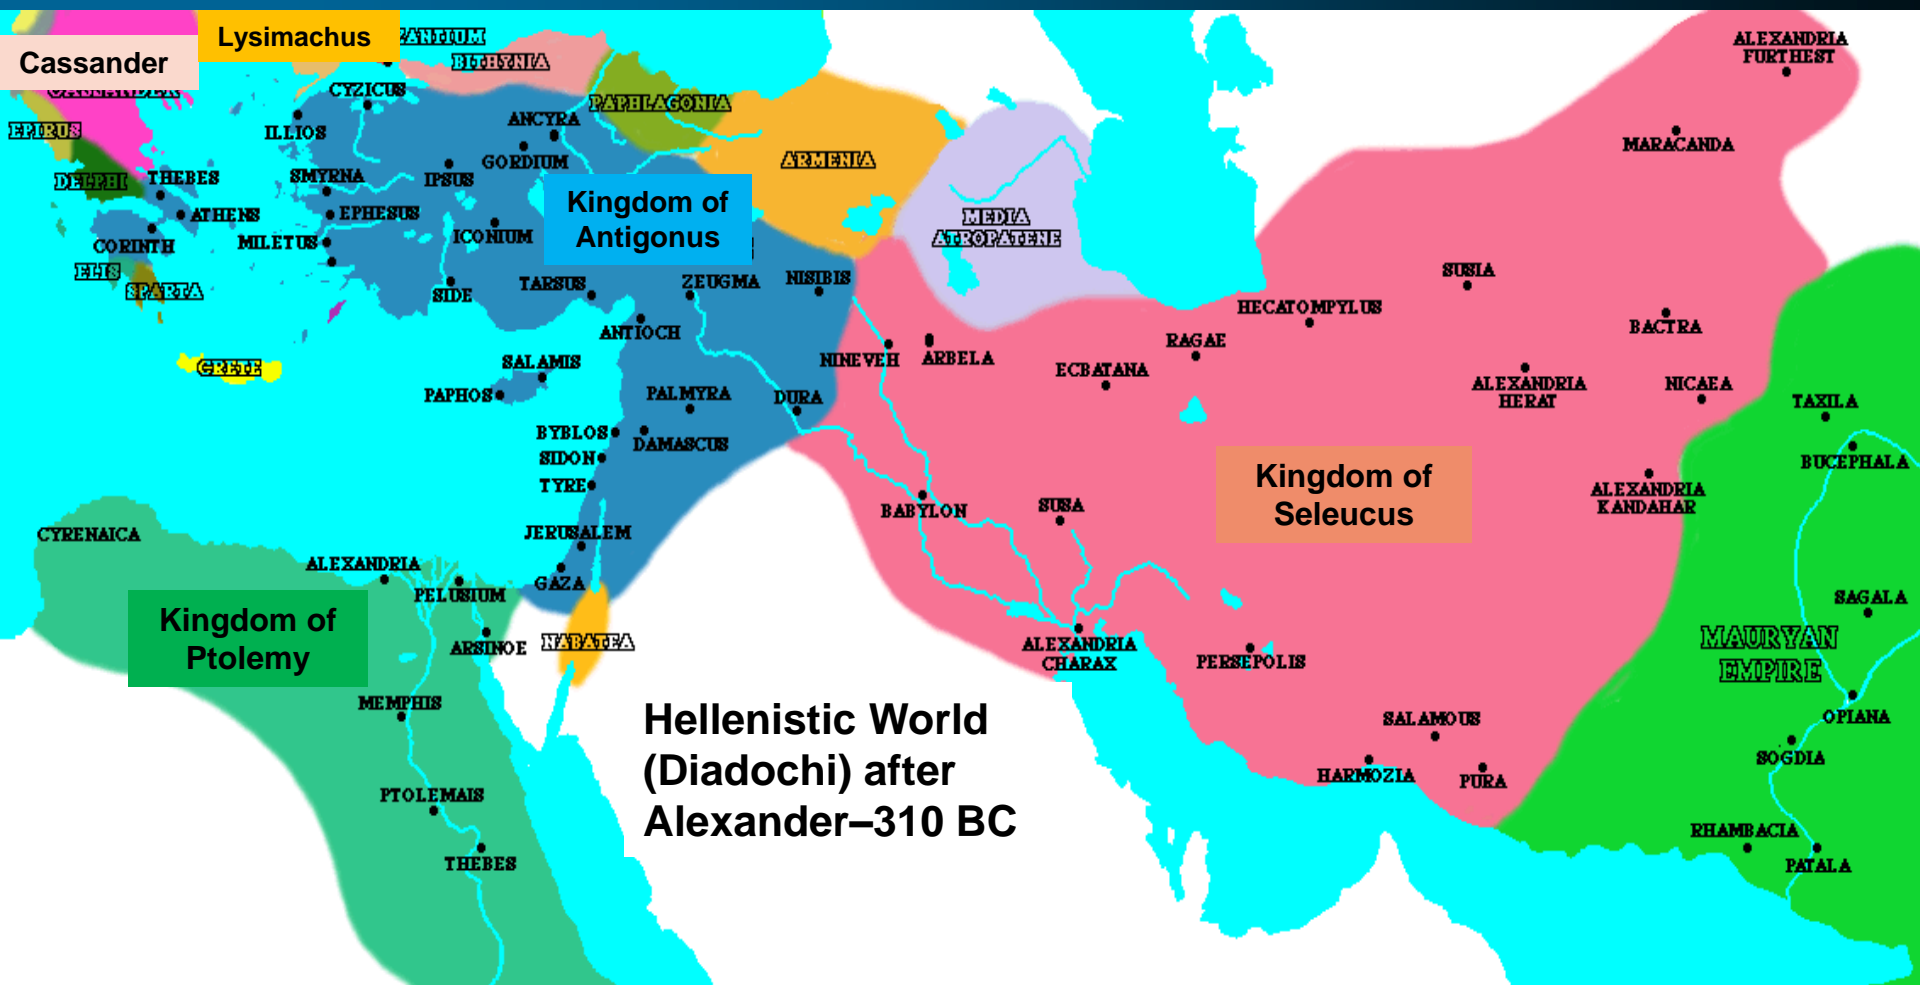 Cassander
Lysimachus
BITHYNIA
CYZICUS
PAPHLAGONIA
EPIRUS
ILLIOS
ANCYRA
GORDIUM
ARMENIA
DELPHI
THEBES
SMYRNA
IPSUS
ATHENS
EPHESUS
ICONIUM
Kingdom of
Antigonus
MEDIA
ATROPATENE
CORINTH
MILETUS
ELIS
SPARTA
SIDE
TARSUS
ZEUGMA
NISIBIS
ANTIOCH
CRETE
SALAMIS
PAPHOS
PALMYRA
DURA
NINEVEH
ARBELA
BYBLOS
DAMASCUS
SIDON
TYRE
JERUSALEM
GAZA
NABATEA
CYRENAICA
ALEXANDRIA
PELUSIUM
Kingdom of
Ptolemy
ARSINOE
MEMPHIS
PTOLEMAIS
THEBES
Hellenistic World
(Diadochi) after
Alexander–310 BC
ALEXANDRIA
FURTHEST
MARACANDA
SUSIA
HECATOMPYLUS
BACTRA
RAGAE
ECBATANA
ALEXANDRIA
HERAT
NICAEA
TAXILA
BUCEPHALA
Kingdom of
Seleucus
ALEXANDRIA
KANDAHAR
BABYLON
SUSA
SAGALA
MAURYAN
EMPIRE
ALEXANDRIA
CHARAX
PERSEPOLIS
SALAMOUS
OPIANA
HARMOZIA
PURA
SOGDIA
RHAMBACIA
PATALA